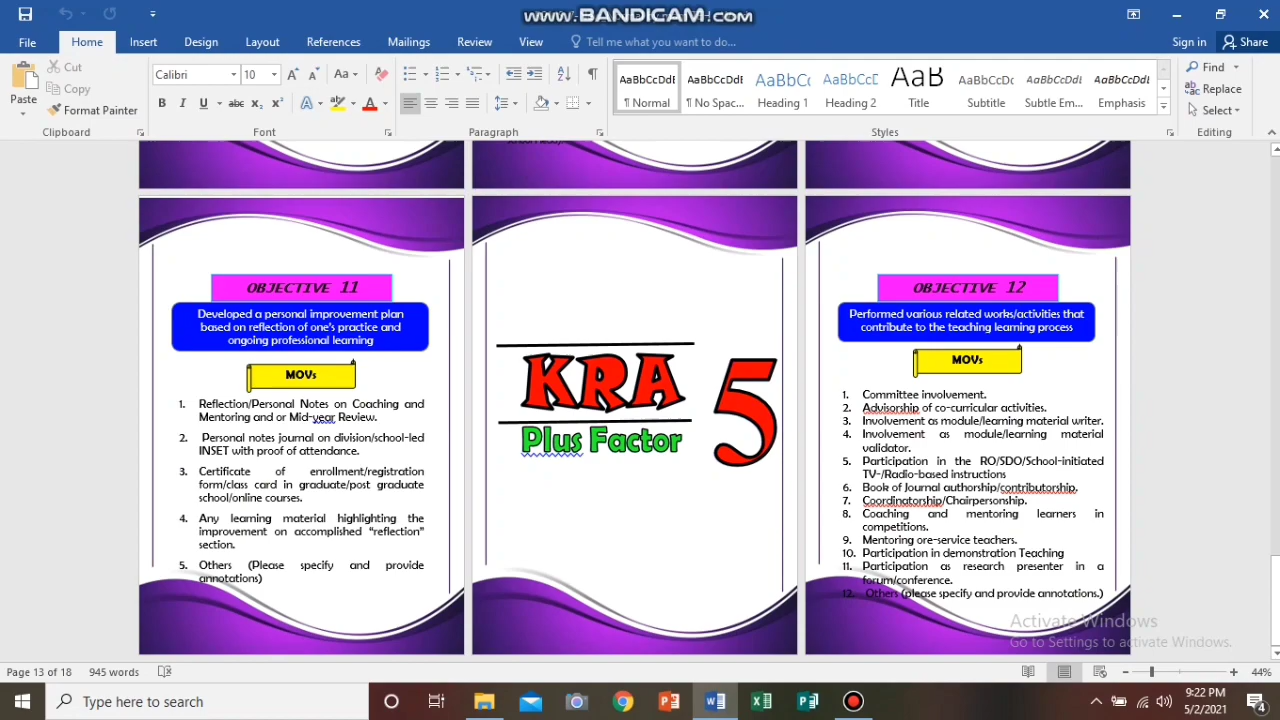 WWW.BANDICAM.COM
File Home Insert Design Layout References Mailings Review View Tell me what you want to do... Sign in Share
Paste
Cut
Copy
Format Painter
Clipboard
Calibri 10
Font
Paragraph
AaBbCcDdE AaBbCcDdE AaBbCc AaBbCcD AaB AaBbCcDc AaBbCcDdl AaBbCcDdl
¶ Normal ¶ No Spac... Heading 1 Heading 2 Title Subtitle Subtle Em... Emphasis
Styles
Find
Replace
Select
Editing
OBJECTIVE 11
Developed a personal improvement plan
based on reflection of one's practice and
ongoing professional learning
MOVs
1. Reflection/Personal Notes on Coaching and
Mentoring and or Mid-year Review.
2. Personal notes journal on division/school-led
INSET with proof of attendance.
3. Certificate of enrollment/registration
form/class card in graduate/post graduate
school/online courses.
4. Any learning material highlighting the
improvement on accomplished “reflection”
section.
5. Others (Please specify and provide
annotations)
KRA 5
Plus Factor
OBJECTIVE 12
Performed various related works/activities that
contribute to the teaching learning process
MOVs
1. Committee involvement.
2. Advisorship of co-curricular activities.
3. Involvement as module/learning material writer.
4. Involvement as module/learning material
validator.
5. Participation in the RO/SDO/School-initiated
TV-/Radio-based instructions
6. Book of Journal authorship/contributorship.
7. Coordinatorship/Chairpersonship.
8. Coaching and mentoring learners in
competitions.
9. Mentoring ore-service teachers.
10. Participation in demonstration Teaching
11. Participation as research presenter in a
forum/conference.
12. Others (please specify and provide annotations.)
Activate Windows
Go to Settings to activate Windows.
Page 13 of 18 945 words 44%
Type here to search
9:22 PM
5/2/2021
4